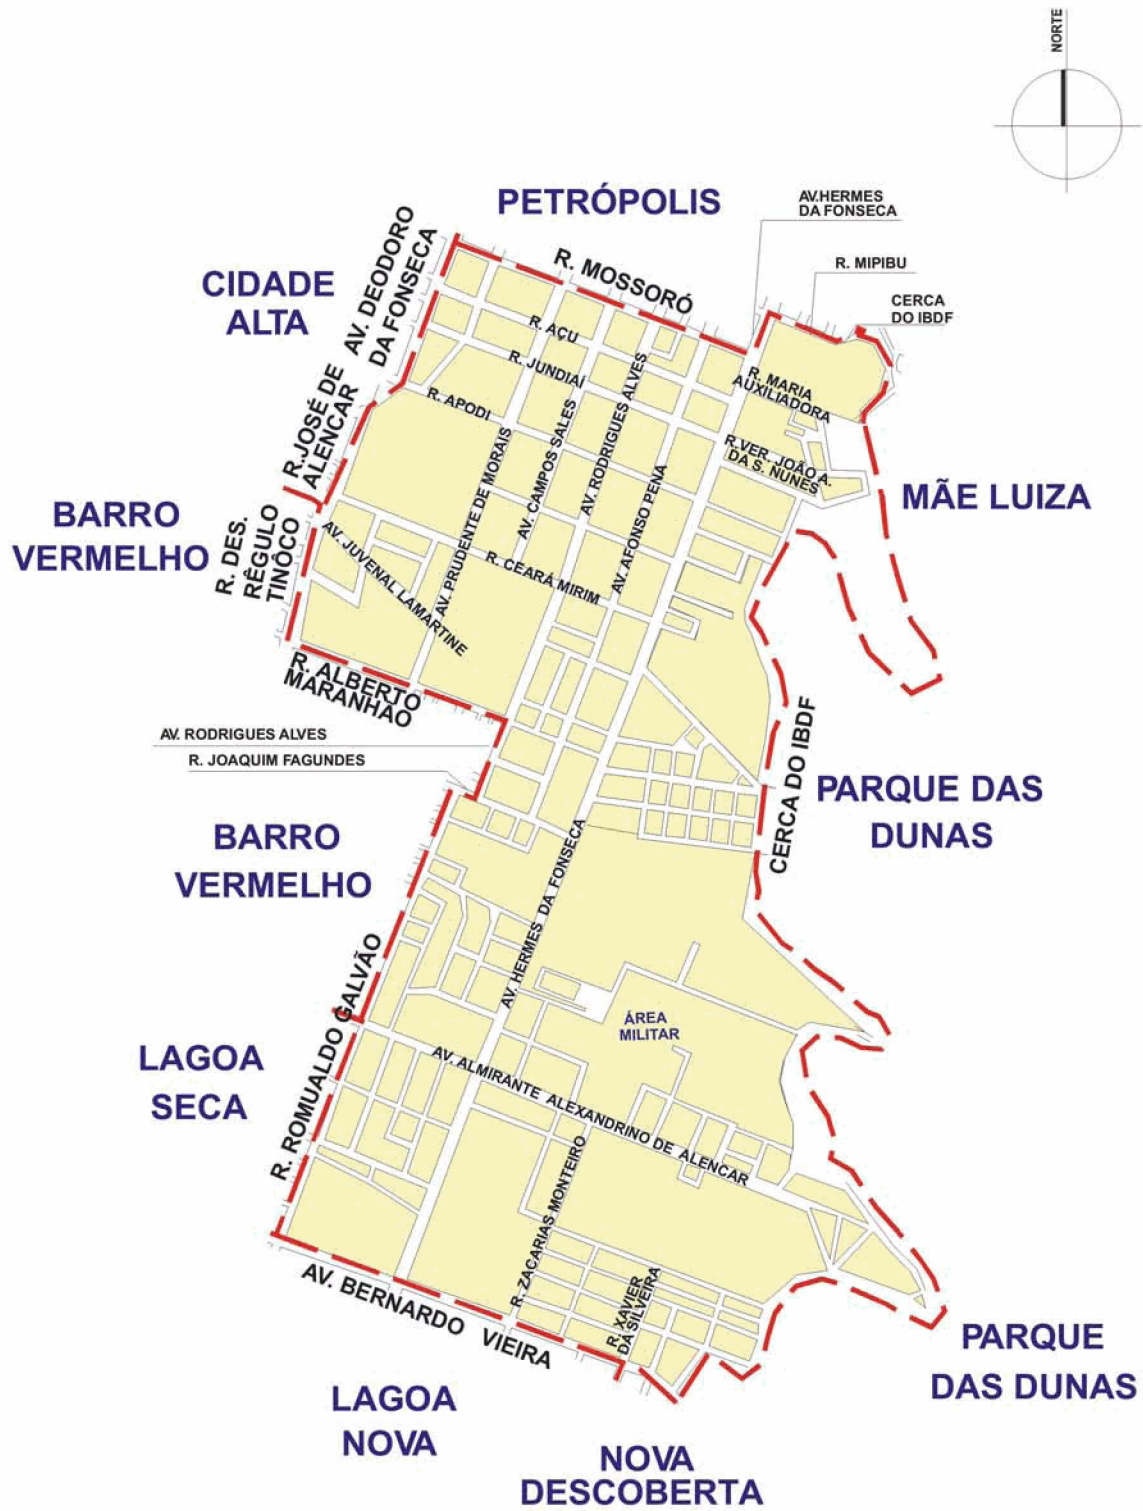 NORTE
PETRÓPOLIS
AV.HERMES
DA FONSECA
R. MIPIBU
CERCA
DO IBDF
CIDADE
ALTA
AV. DEODORO
DA FONSECA
R. MOSSORÓ
R. AÇU
R. JUNDIAÍ
R. APODI
R. MARIA
AUXILIADORA
R.VER. JOÃO A.
DA S. NUNES
R.JOSÉ DE
ALENCAR
AV. PRUDENTE DE MORAIS
AV. CAMPOS SALES
AV. RODRIGUES ALVES
AV. AFONSO PENA
MÃE LUIZA
BARRO
VERMELHO
R. DES.
RÉGULO
TINÔCO
AV. JUVENAL LAMARTINE
R. CEARÁ MIRIM
R. ALBERTO
MARANHAO
AV. RODRIGUES ALVES
R. JOAQUIM FAGUNDES
CERCA DO IBDF
PARQUE DAS
DUNAS
BARRO
VERMELHO
AV. HERMES DA FONSECA
R. ROMUALDO GALVÃO
ÁREA
MILITAR
LAGOA
SECA
AV. ALMIRANTE ALEXANDRINO DE ALENCAR
R. ZACARIAS MONTEIRO
R. XAVIER
DA SILVEIRA
AV. BERNARDO VIEIRA
PARQUE
DAS DUNAS
LAGOA
NOVA
NOVA
DESCOBERTA